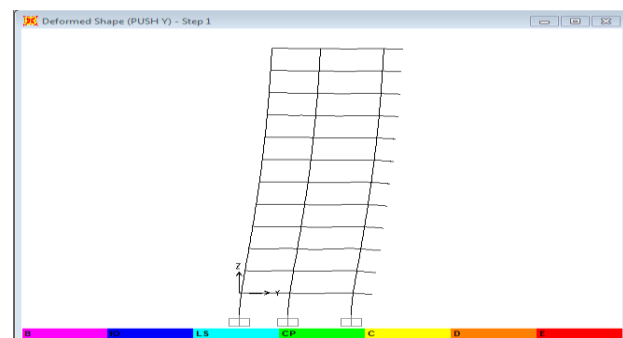 Deformed Shape (PUSH Y) - Step 1
Z
Y
B IO LS CP C D E